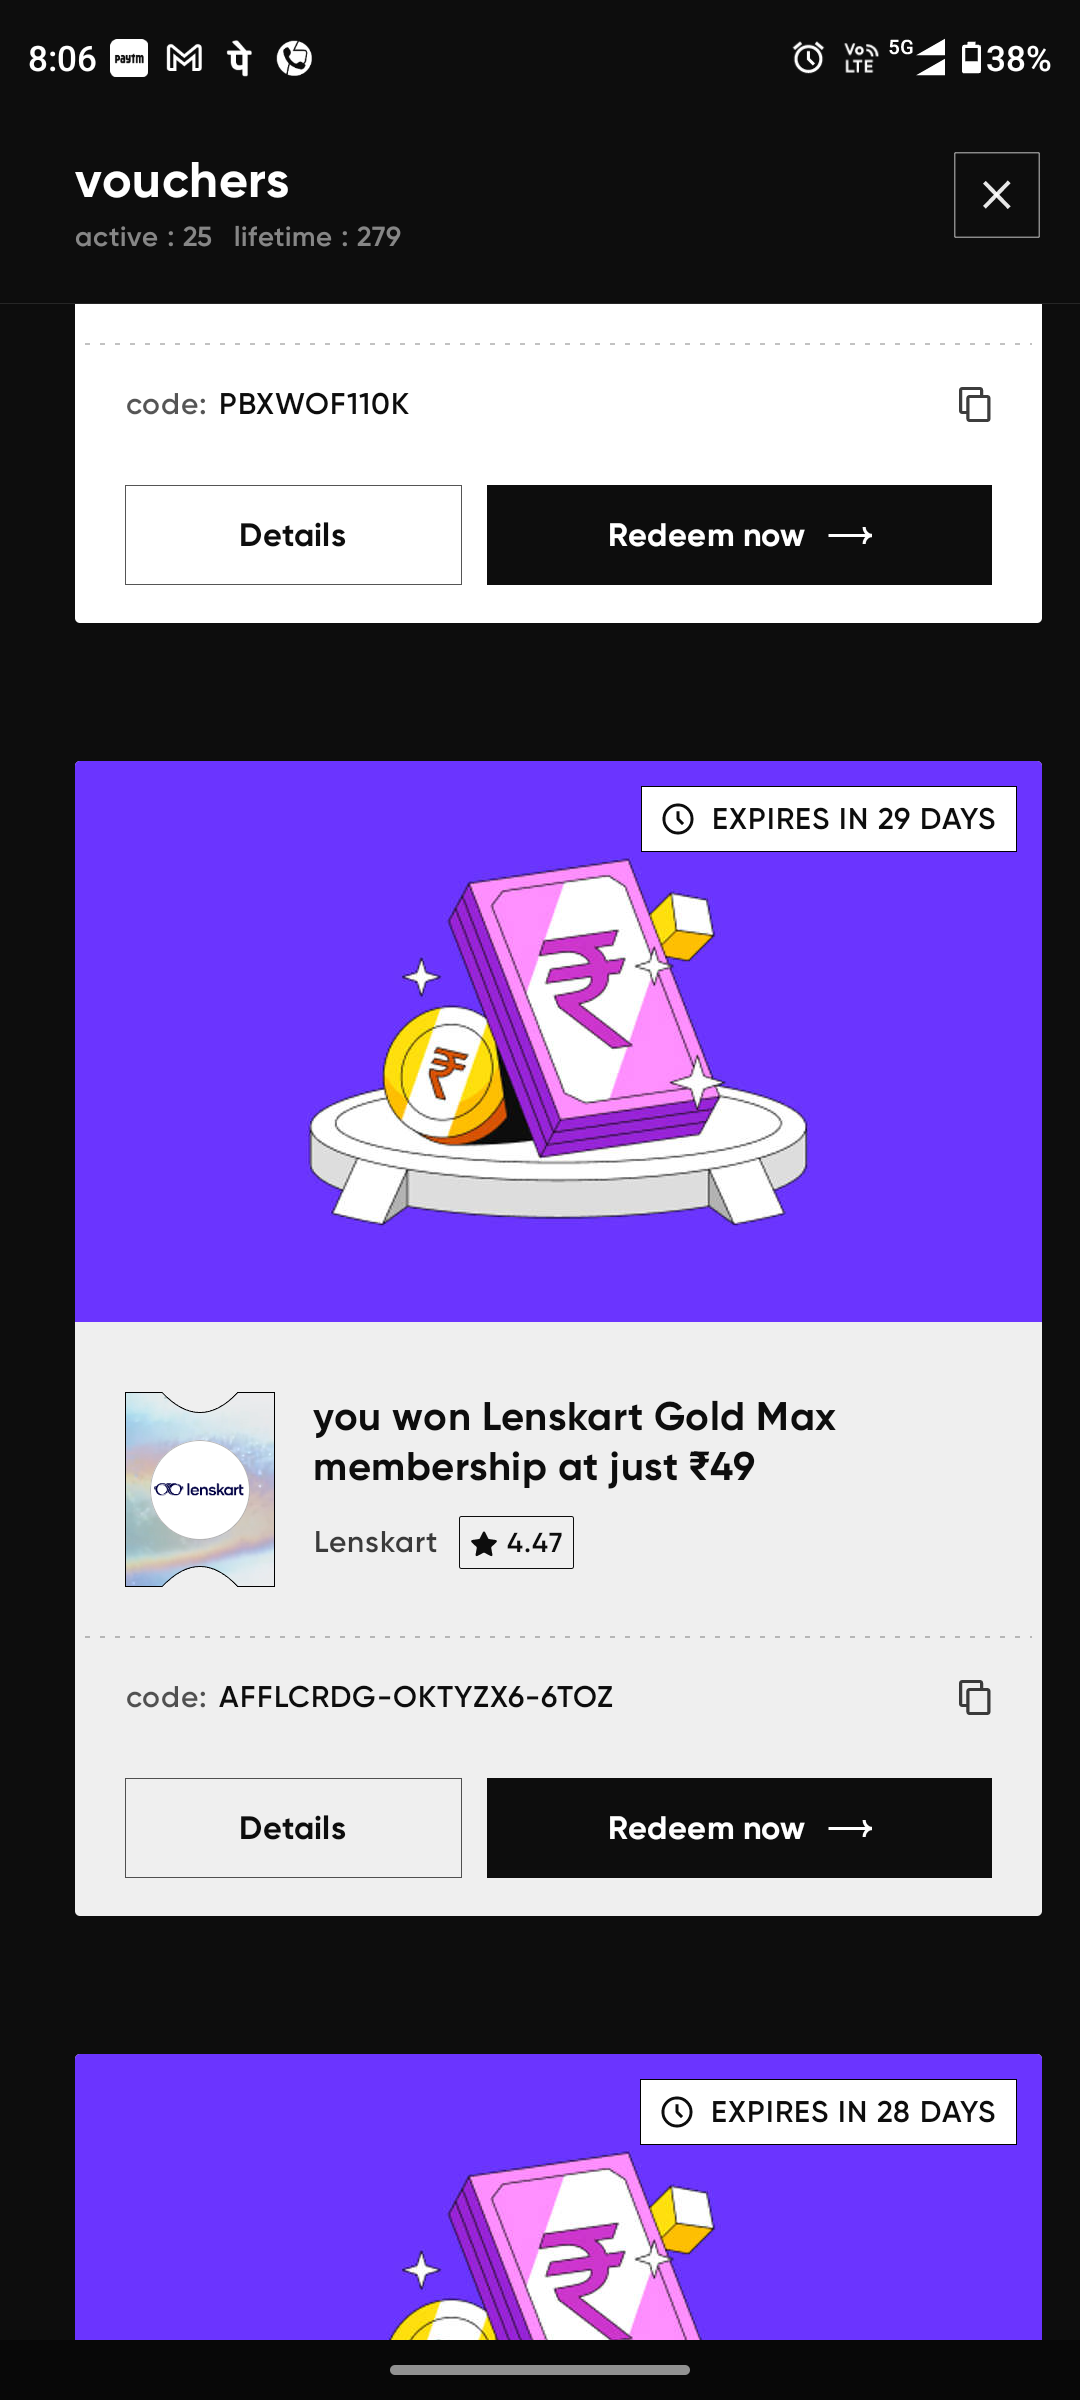 8:06 paytm पे Vo LTE 5G 38%
vouchers
active : 25 lifetime : 279
code: PBXWOF110K
Details Redeem now
EXPIRES IN 29 DAYS
₹
₹
you won Lenskart Gold Max
membership at just ₹49
lenskart
Lenskart 4.47
code: AFFLCRDG-OKTYZX6-6TOZ
Details Redeem now
EXPIRES IN 28 DAYS
₹